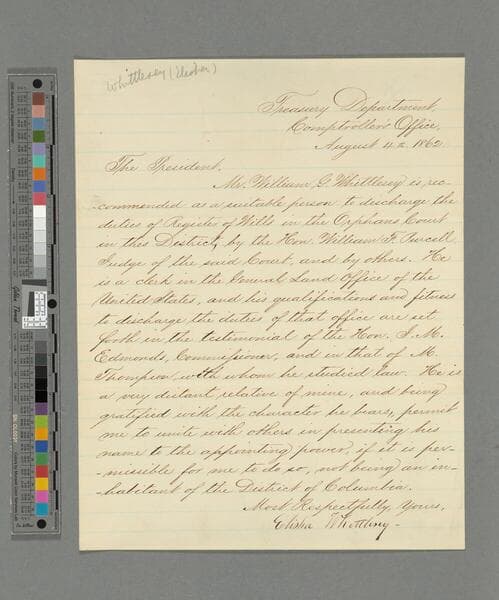 Whittlesey (Elisha)
Treasury Department,
Comptroller's Office,
August 4th 1862.
The President,
Mr. William G. Whittlesey is, re-
-commended as a suitable person to discharge the
duties of Register of Wills in the Orphans Court
in this District, by the Hon. William F. Purcell
Judge of the said Court, and by others. He
is a clerk in the General Land Office of the
United States, and his qualifications and fitness
to discharge the duties of that office are set
forth in the testimonial of the Hon. J. M.
Edmonds, Commissioner, and in that of M.
Thompson, with whom he studied law. He is
a very distant relative of mine, and being
gratified with the character he bears, permit
me to unite with others in presenting his
name to the appointing power, if it is per-
-missible for me to do so, not being an in-
-habitant of the District of Columbia.
Most Respectfully, Yours,
Elisha Whittlesey-